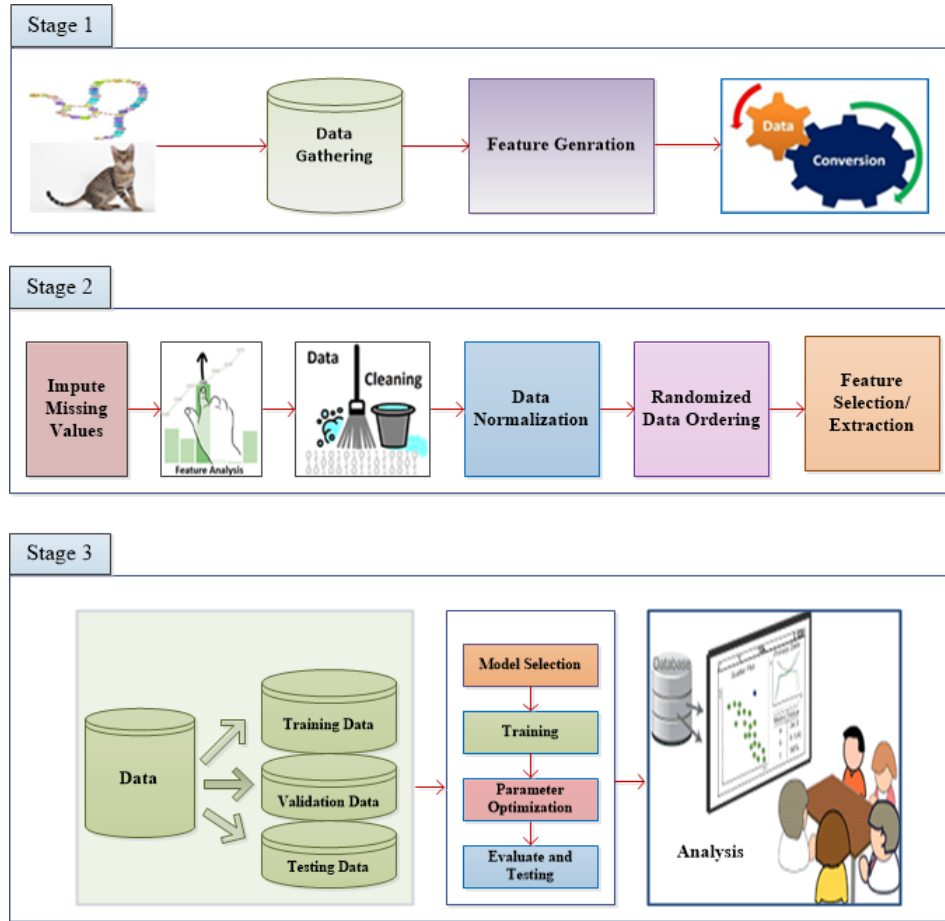 Stage 1
Data
Gathering
Feature Genration
Data
Conversion
Stage 2
Impute
Missing
Values
Feature Analysis
Data
Cleaning
Data
Normalization
Randomized
Data Ordering
Feature
Selection/
Extraction
Stage 3
Data
Training Data
Validation Data
Testing Data
Model Selection
Training
Parameter
Optimization
Evaluate and
Testing
Database
Scatter Plot
Analysis